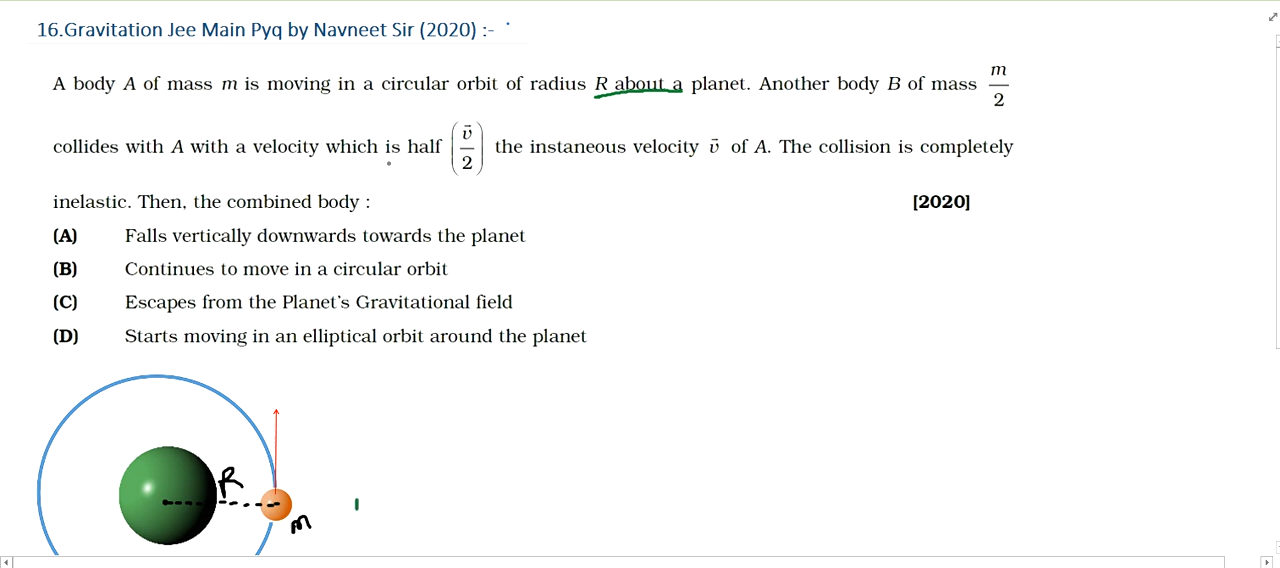 16.Gravitation Jee Main Pyq by Navneet Sir (2020) :-
A body A of mass m is moving in a circular orbit of radius R about a planet. Another body B of mass m/2
collides with A with a velocity which is half (v⃗/2) the instaneous velocity v⃗ of A. The collision is completely
inelastic. Then, the combined body : [2020]
(A) Falls vertically downwards towards the planet
(B) Continues to move in a circular orbit
(C) Escapes from the Planet's Gravitational field
(D) Starts moving in an elliptical orbit around the planet
R
m